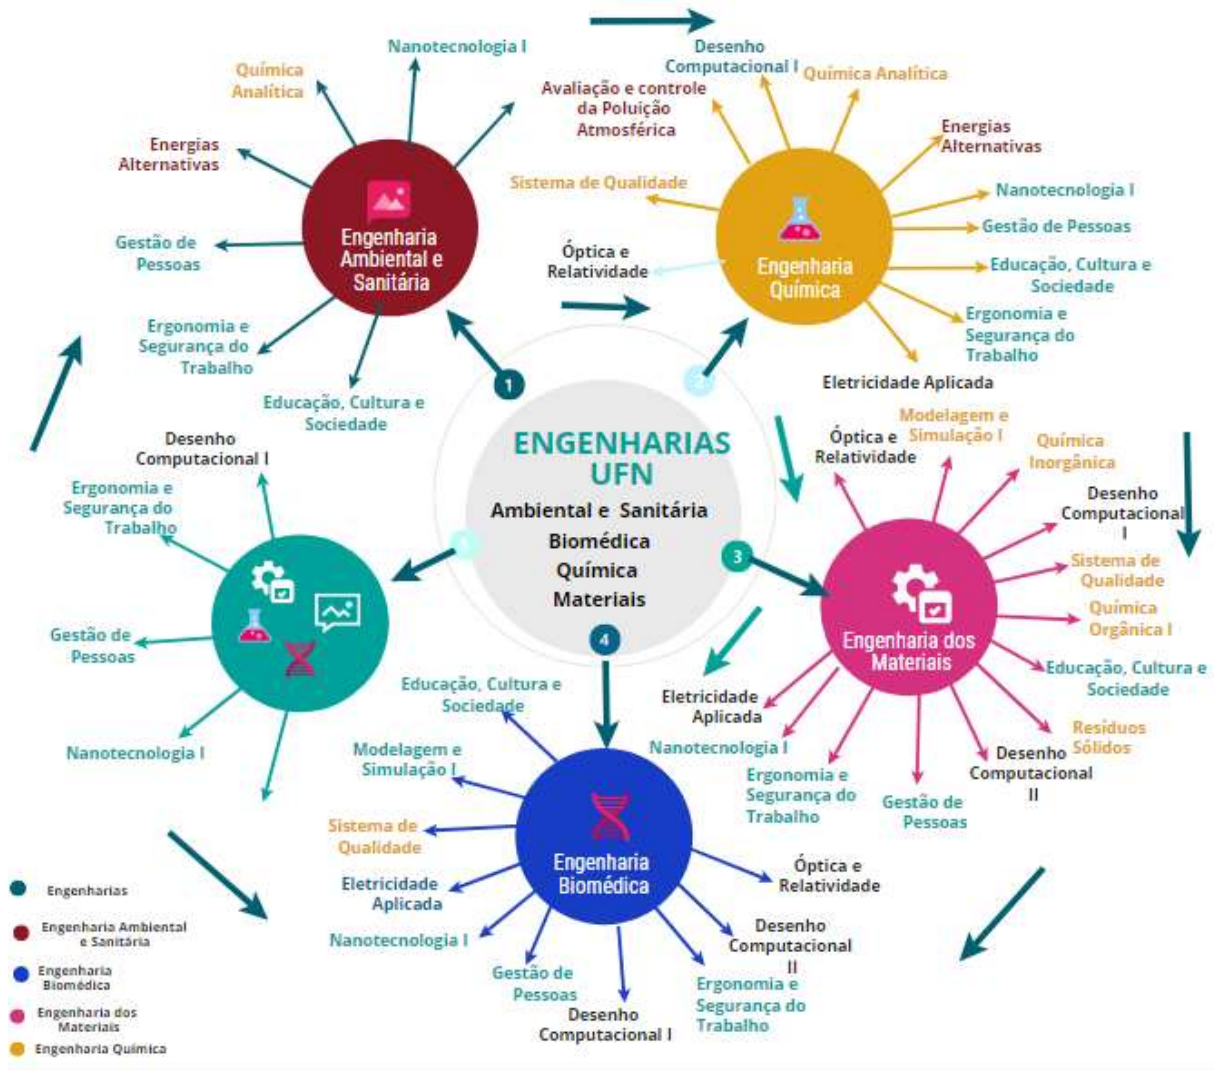 Nanotecnologia I
Química
Analítica
Energias
Alternativas
Gestão de
Pessoas
Ergonomia e
Segurança do
Trabalho
Educação, Cultura e
Sociedade
Engenharia
Ambiental e
Sanitária
Desenho
Computacional I
Química Analítica
Avaliação e controle
da Poluição
Atmosférica
Energias
Alternativas
Sistema de Qualidade
Nanotecnologia I
Gestão de Pessoas
Óptica e
Relatividade
Educação, Cultura e
Sociedade
Ergonomia e
Segurança do
Trabalho
Eletricidade Aplicada
Engenharia
Química
1
2
ENGENHARIAS
UFN
Ambiental e Sanitária
Biomédica
Química
Materiais
3
4
Desenho
Computacional I
Ergonomia e
Segurança do
Trabalho
Gestão de
Pessoas
Nanotecnologia I
Óptica e
Relatividade
Modelagem e
Simulação I
Química
Inorgânica
Desenho
Computacional
I
Sistema de
Qualidade
Química
Orgânica I
Educação, Cultura e
Sociedade
Resíduos
Sólidos
Desenho
Computacional
II
Gestão de
Pessoas
Ergonomia e
Segurança do
Trabalho
Nanotecnologia I
Eletricidade
Aplicada
Engenharia dos
Materiais
Educação, Cultura e
Sociedade
Modelagem e
Simulação I
Sistema de
Qualidade
Eletricidade
Aplicada
Nanotecnologia I
Gestão de
Pessoas
Desenho
Computacional I
Ergonomia e
Segurança do
Trabalho
Desenho
Computacional
II
Óptica e
Relatividade
Engenharia
Biomédica
Engenharias
Engenharia Ambiental
e Sanitária
Engenharia
Biomédica
Engenharia dos
Materiais
Engenharia Química